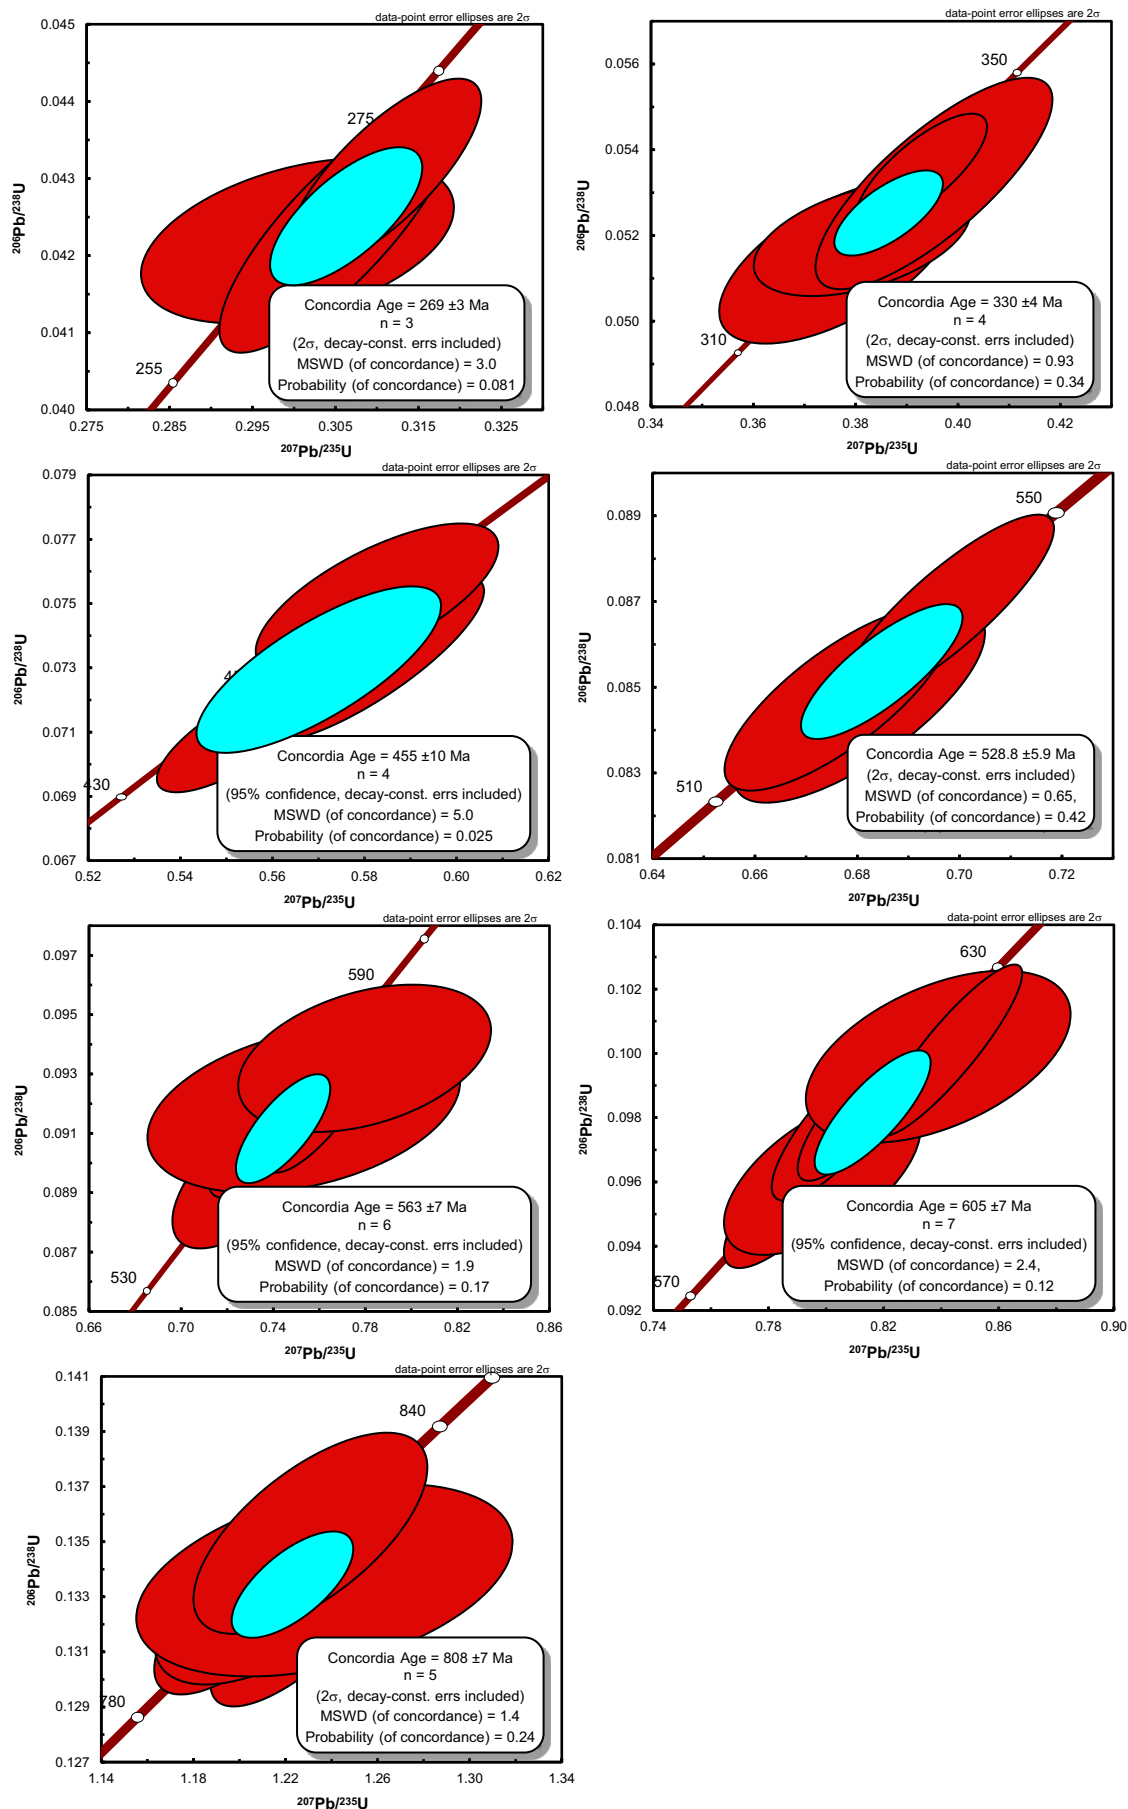 data-point error ellipses are 2σ
0.045
0.044
0.043
0.042
0.041
0.040
206Pb/238U
275
255
Concordia Age = 269 ±3 Ma
n = 3
(2σ, decay-const. errs included)
MSWD (of concordance) = 3.0
Probability (of concordance) = 0.081
0.275 0.285 0.295 0.305 0.315 0.325
207Pb/235U
data-point error ellipses are 2σ
0.056
0.054
0.052
0.050
0.048
206Pb/238U
350
310
Concordia Age = 330 ±4 Ma
n = 4
(2σ, decay-const. errs included)
MSWD (of concordance) = 0.93
Probability (of concordance) = 0.34
0.34 0.36 0.38 0.40 0.42
207Pb/235U
data-point error ellipses are 2σ
0.079
0.077
0.075
0.073
0.071
0.069
0.067
206Pb/238U
430
Concordia Age = 455 ±10 Ma
n = 4
(95% confidence, decay-const. errs included)
MSWD (of concordance) = 5.0
Probability (of concordance) = 0.025
0.52 0.54 0.56 0.58 0.60 0.62
207Pb/235U
data-point error ellipses are 2σ
0.089
0.087
0.085
0.083
0.081
206Pb/238U
550
510
Concordia Age = 528.8 ±5.9 Ma
(2σ, decay-const. errs included)
MSWD (of concordance) = 0.65,
Probability (of concordance) = 0.42
0.64 0.66 0.68 0.70 0.72
207Pb/235U
data-point error ellipses are 2σ
0.097
0.095
0.093
0.091
0.089
0.087
0.085
206Pb/238U
590
530
Concordia Age = 563 ±7 Ma
n = 6
(95% confidence, decay-const. errs included)
MSWD (of concordance) = 1.9
Probability (of concordance) = 0.17
0.66 0.70 0.74 0.78 0.82 0.86
207Pb/235U
data-point error ellipses are 2σ
0.104
0.102
0.100
0.098
0.096
0.094
0.092
206Pb/238U
630
570
Concordia Age = 605 ±7 Ma
n = 7
(95% confidence, decay-const. errs included)
MSWD (of concordance) = 2.4,
Probability (of concordance) = 0.12
0.74 0.78 0.82 0.86 0.90
207Pb/235U
data-point error ellipses are 2σ
0.141
0.139
0.137
0.135
0.133
0.131
0.129
0.127
206Pb/238U
840
780
Concordia Age = 808 ±7 Ma
n = 5
(2σ, decay-const. errs included)
MSWD (of concordance) = 1.4
Probability (of concordance) = 0.24
1.14 1.18 1.22 1.26 1.30 1.34
207Pb/235U